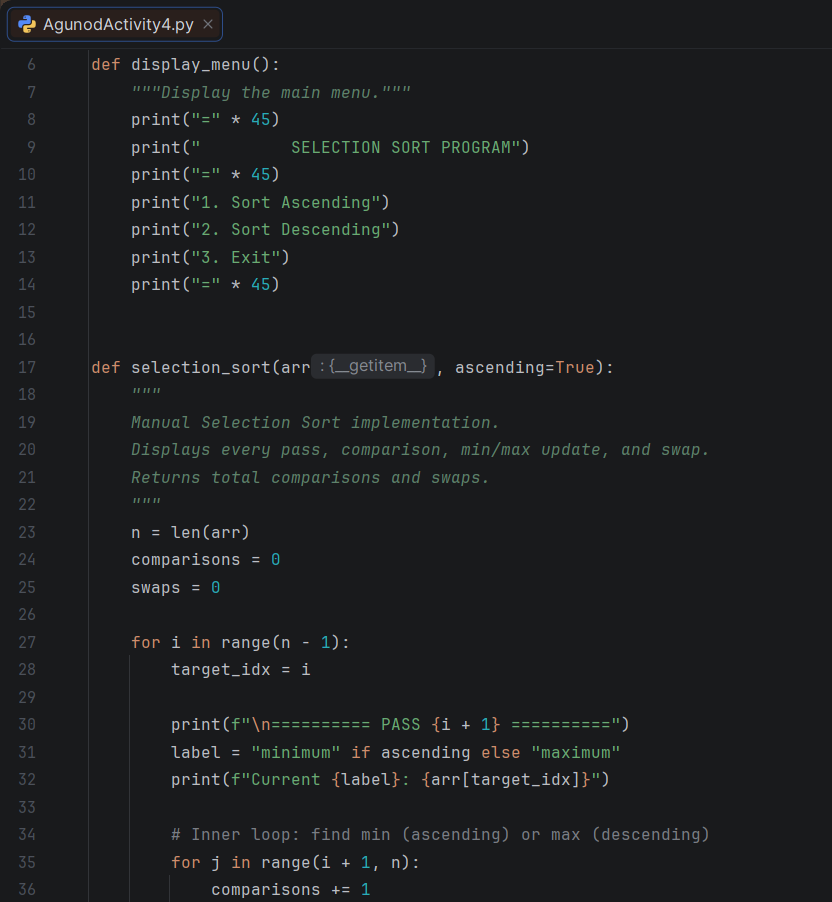 AgunodActivity4.py
6 def display_menu():
7     """Display the main menu."""
8     print("=" * 45)
9     print("         SELECTION SORT PROGRAM")
10     print("=" * 45)
11     print("1. Sort Ascending")
12     print("2. Sort Descending")
13     print("3. Exit")
14     print("=" * 45)
15
16
17 def selection_sort(arr : {__getitem__} , ascending=True):
18     """
19     Manual Selection Sort implementation.
20     Displays every pass, comparison, min/max update, and swap.
21     Returns total comparisons and swaps.
22     """
23     n = len(arr)
24     comparisons = 0
25     swaps = 0
26
27     for i in range(n - 1):
28         target_idx = i
29
30         print(f"\n========== PASS {i + 1} ==========")
31         label = "minimum" if ascending else "maximum"
32         print(f"Current {label}: {arr[target_idx]}")
33
34         # Inner loop: find min (ascending) or max (descending)
35         for j in range(i + 1, n):
36             comparisons += 1